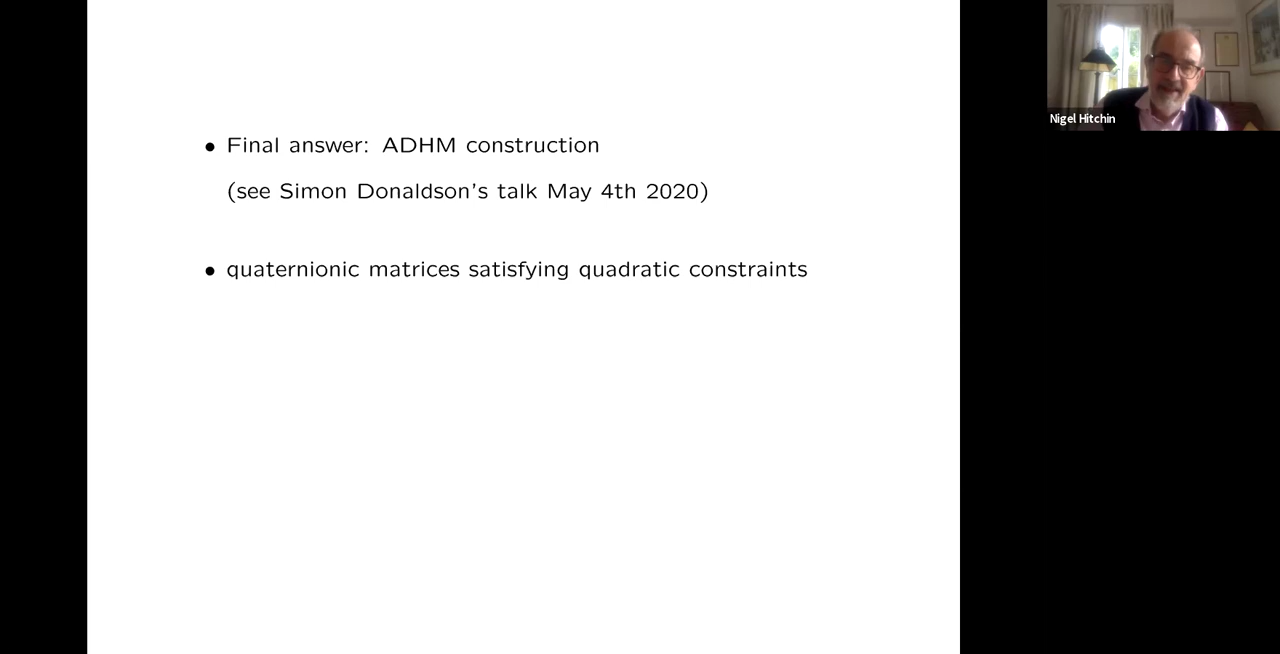 • Final answer: ADHM construction
(see Simon Donaldson's talk May 4th 2020)
• quaternionic matrices satisfying quadratic constraints
Nigel Hitchin